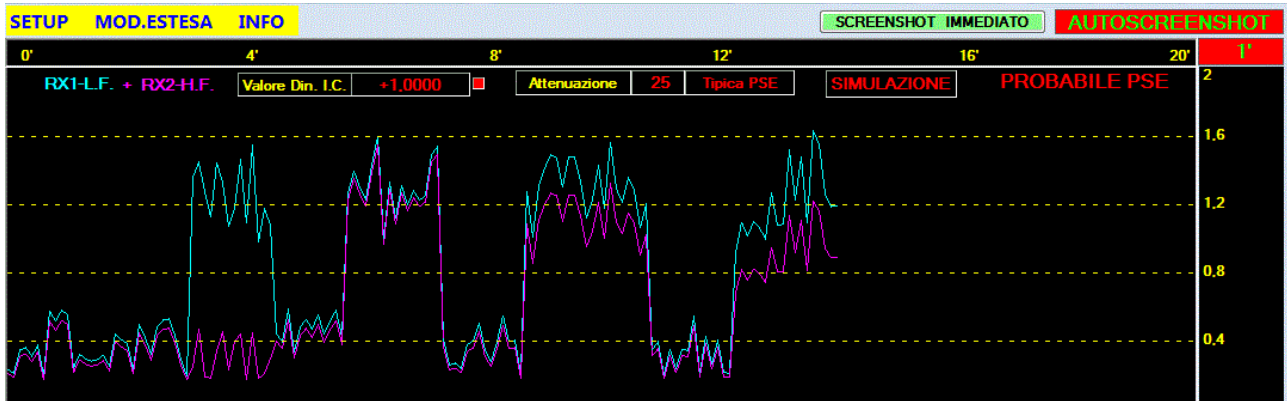 SETUP MOD.ESTESA INFO SCREENSHOT IMMEDIATO AUTOSCREENSHOT
0' 4' 8' 12' 16' 20' 1'
RX1-L.F. + RX2-H.F. Valore Din. I.C. +1,0000 Attenuazione 25 Tipica PSE SIMULAZIONE PROBABILE PSE 2
1.6
1.2
0.8
0.4